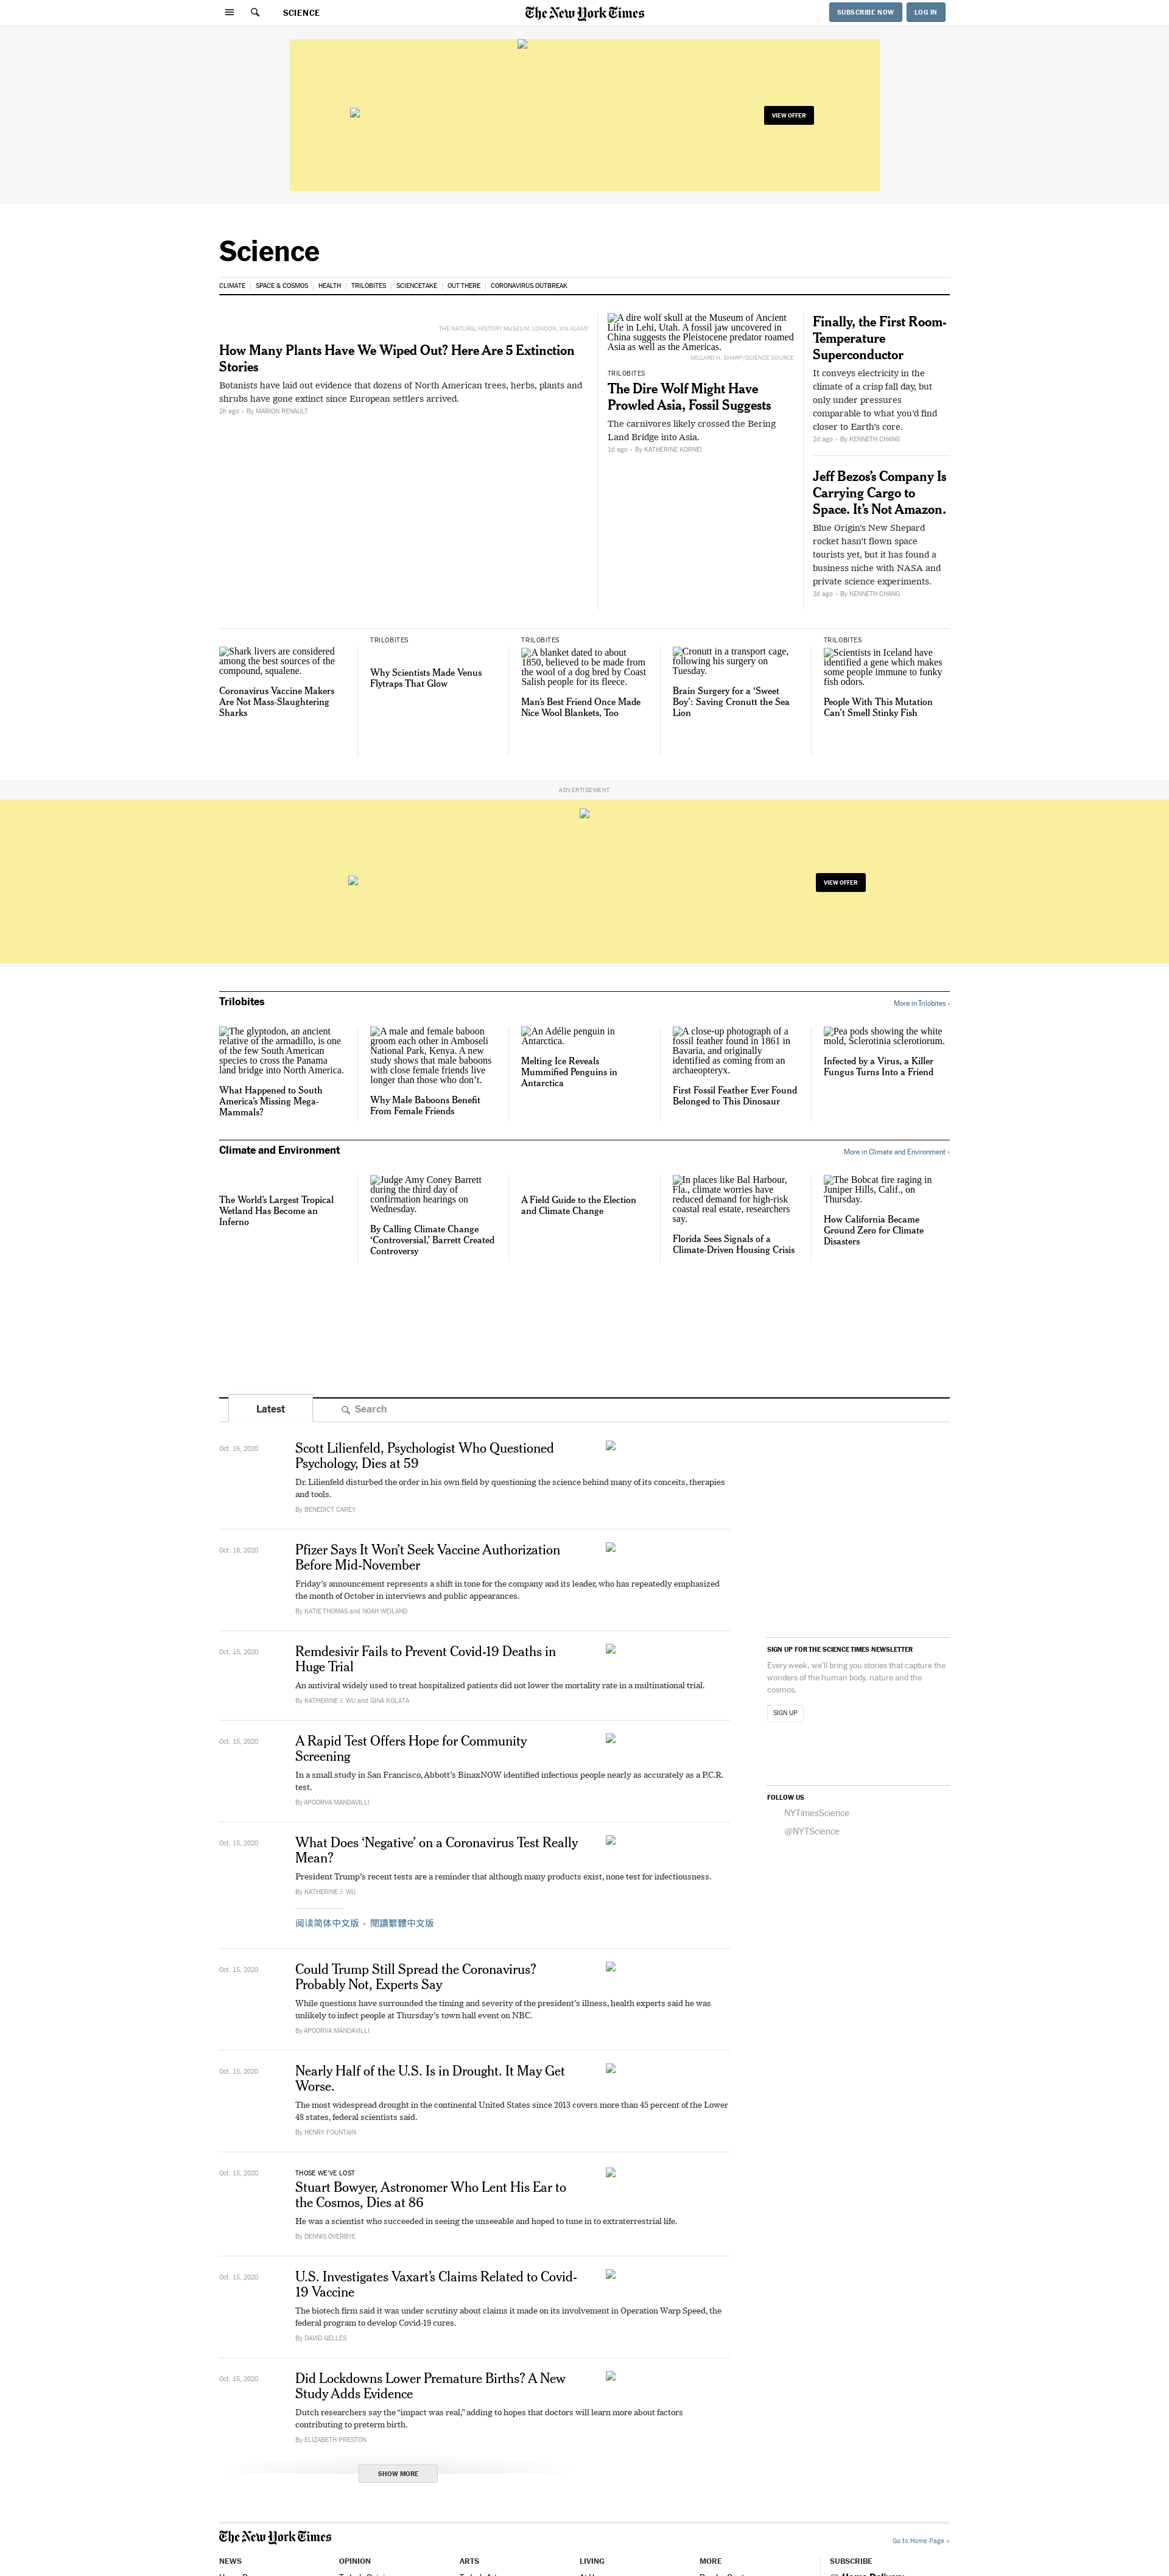 SCIENCE
The New York Times
SUBSCRIBE NOW
LOG IN
VIEW OFFER
Science
CLIMATE
SPACE & COSMOS
HEALTH
TRILOBITES
SCIENCETAKE
OUT THERE
CORONAVIRUS OUTBREAK
THE NATURAL HISTORY MUSEUM, LONDON, VIA ALAMY
How Many Plants Have We Wiped Out? Here Are 5 Extinction
Stories
Botanists have laid out evidence that dozens of North American trees, herbs, plants and
shrubs have gone extinct since European settlers arrived.
2h ago • By MARION RENAULT
A dire wolf skull at the Museum of Ancient
Life in Lehi, Utah. A fossil jaw uncovered in
China suggests the Pleistocene predator roamed
Asia as well as the Americas.
MILLARD H. SHARP/SCIENCE SOURCE
TRILOBITES
The Dire Wolf Might Have
Prowled Asia, Fossil Suggests
The carnivores likely crossed the Bering
Land Bridge into Asia.
1d ago • By KATHERINE KORNEI
Finally, the First Room-
Temperature
Superconductor
It conveys electricity in the
climate of a crisp fall day, but
only under pressures
comparable to what you’d find
closer to Earth’s core.
2d ago • By KENNETH CHANG
Jeff Bezos’s Company Is
Carrying Cargo to
Space. It’s Not Amazon.
Blue Origin’s New Shepard
rocket hasn’t flown space
tourists yet, but it has found a
business niche with NASA and
private science experiments.
3d ago • By KENNETH CHANG
Shark livers are considered
among the best sources of the
compound, squalene.
Coronavirus Vaccine Makers
Are Not Mass-Slaughtering
Sharks
TRILOBITES
Why Scientists Made Venus
Flytraps That Glow
TRILOBITES
A blanket dated to about
1850, believed to be made from
the wool of a dog bred by Coast
Salish people for its fleece.
Man’s Best Friend Once Made
Nice Wool Blankets, Too
Cronutt in a transport cage,
following his surgery on
Tuesday.
Brain Surgery for a ‘Sweet
Boy’: Saving Cronutt the Sea
Lion
TRILOBITES
Scientists in Iceland have
identified a gene which makes
some people immune to funky
fish odors.
People With This Mutation
Can’t Smell Stinky Fish
ADVERTISEMENT
VIEW OFFER
Trilobites
More in Trilobites ›
The glyptodon, an ancient
relative of the armadillo, is one
of the few South American
species to cross the Panama
land bridge into North America.
What Happened to South
America’s Missing Mega-
Mammals?
A male and female baboon
groom each other in Amboseli
National Park, Kenya. A new
study shows that male baboons
with close female friends live
longer than those who don’t.
Why Male Baboons Benefit
From Female Friends
An Adélie penguin in
Antarctica.
Melting Ice Reveals
Mummified Penguins in
Antarctica
A close-up photograph of a
fossil feather found in 1861 in
Bavaria, and originally
identified as coming from an
archaeopteryx.
First Fossil Feather Ever Found
Belonged to This Dinosaur
Pea pods showing the white
mold, Sclerotinia sclerotiorum.
Infected by a Virus, a Killer
Fungus Turns Into a Friend
Climate and Environment
More in Climate and Environment ›
The World’s Largest Tropical
Wetland Has Become an
Inferno
Judge Amy Coney Barrett
during the third day of
confirmation hearings on
Wednesday.
By Calling Climate Change
‘Controversial,’ Barrett Created
Controversy
A Field Guide to the Election
and Climate Change
In places like Bal Harbour,
Fla., climate worries have
reduced demand for high-risk
coastal real estate, researchers
say.
Florida Sees Signals of a
Climate-Driven Housing Crisis
The Bobcat fire raging in
Juniper Hills, Calif., on
Thursday.
How California Became
Ground Zero for Climate
Disasters
Latest
Search
Oct. 16, 2020
Scott Lilienfeld, Psychologist Who Questioned
Psychology, Dies at 59
Dr. Lilienfeld disturbed the order in his own field by questioning the science behind many of its conceits, therapies
and tools.
By BENEDICT CAREY
Oct. 16, 2020
Pfizer Says It Won’t Seek Vaccine Authorization
Before Mid-November
Friday’s announcement represents a shift in tone for the company and its leader, who has repeatedly emphasized
the month of October in interviews and public appearances.
By KATIE THOMAS and NOAH WEILAND
Oct. 15, 2020
Remdesivir Fails to Prevent Covid-19 Deaths in
Huge Trial
An antiviral widely used to treat hospitalized patients did not lower the mortality rate in a multinational trial.
By KATHERINE J. WU and GINA KOLATA
Oct. 15, 2020
A Rapid Test Offers Hope for Community
Screening
In a small study in San Francisco, Abbott’s BinaxNOW identified infectious people nearly as accurately as a P.C.R.
test.
By APOORVA MANDAVILLI
Oct. 15, 2020
What Does ‘Negative’ on a Coronavirus Test Really
Mean?
President Trump’s recent tests are a reminder that although many products exist, none test for infectiousness.
By KATHERINE J. WU
阅读简体中文版 • 閱讀繁體中文版
Oct. 15, 2020
Could Trump Still Spread the Coronavirus?
Probably Not, Experts Say
While questions have surrounded the timing and severity of the president’s illness, health experts said he was
unlikely to infect people at Thursday’s town hall event on NBC.
By APOORVA MANDAVILLI
Oct. 15, 2020
Nearly Half of the U.S. Is in Drought. It May Get
Worse.
The most widespread drought in the continental United States since 2013 covers more than 45 percent of the Lower
48 states, federal scientists said.
By HENRY FOUNTAIN
Oct. 15, 2020
THOSE WE’VE LOST
Stuart Bowyer, Astronomer Who Lent His Ear to
the Cosmos, Dies at 86
He was a scientist who succeeded in seeing the unseeable and hoped to tune in to extraterrestrial life.
By DENNIS OVERBYE
Oct. 15, 2020
U.S. Investigates Vaxart’s Claims Related to Covid-
19 Vaccine
The biotech firm said it was under scrutiny about claims it made on its involvement in Operation Warp Speed, the
federal program to develop Covid-19 cures.
By DAVID GELLES
Oct. 15, 2020
Did Lockdowns Lower Premature Births? A New
Study Adds Evidence
Dutch researchers say the “impact was real,” adding to hopes that doctors will learn more about factors
contributing to preterm birth.
By ELIZABETH PRESTON
SHOW MORE
SIGN UP FOR THE SCIENCE TIMES NEWSLETTER
Every week, we’ll bring you stories that capture the
wonders of the human body, nature and the
cosmos.
SIGN UP
FOLLOW US
NYTimesScience
@NYTScience
The New York Times
Go to Home Page »
NEWS
OPINION
ARTS
LIVING
MORE
SUBSCRIBE